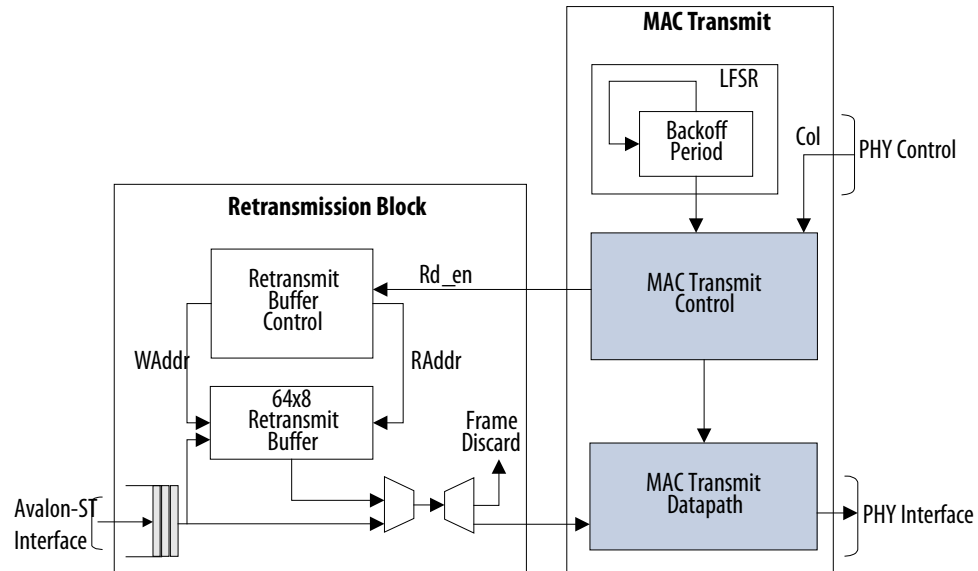 MAC Transmit
LFSR
Backoff
Period
Col
PHY Control
Retransmission Block
Retransmit
Buffer
Control
Rd_en
MAC Transmit
Control
WAddr
RAddr
64x8
Retransmit
Buffer
Frame
Discard
MAC Transmit
Datapath
Avalon-ST
Interface
PHY Interface